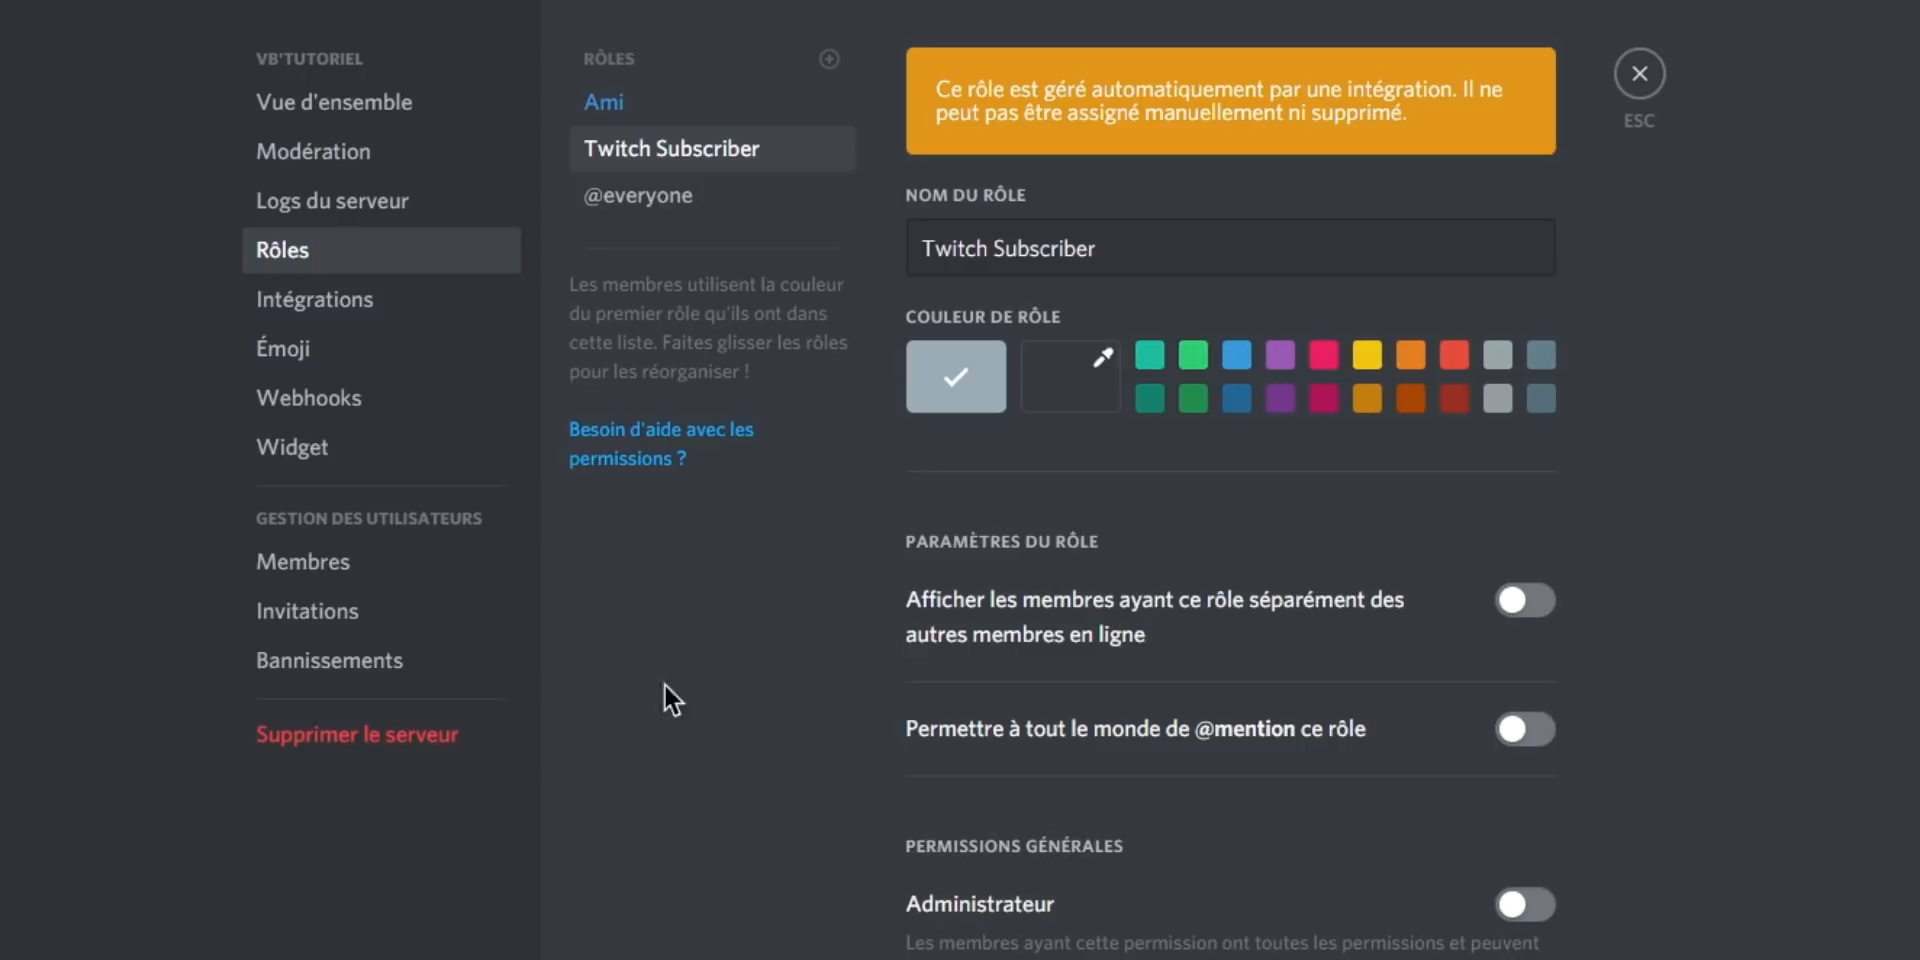 VB'TUTORIEL
Vue d'ensemble
Modération
Logs du serveur
Rôles
Intégrations
Émoji
Webhooks
Widget
GESTION DES UTILISATEURS
Membres
Invitations
Bannissements
Supprimer le serveur
RÔLES
Ami
Twitch Subscriber
@everyone
Les membres utilisent la couleur
du premier rôle qu'ils ont dans
cette liste. Faites glisser les rôles
pour les réorganiser !
Besoin d'aide avec les
permissions ?
Ce rôle est géré automatiquement par une intégration. Il ne
peut pas être assigné manuellement ni supprimé.
NOM DU RÔLE
Twitch Subscriber
COULEUR DE RÔLE
PARAMÈTRES DU RÔLE
Afficher les membres ayant ce rôle séparément des
autres membres en ligne
Permettre à tout le monde de @mention ce rôle
PERMISSIONS GÉNÉRALES
Administrateur
Les membres ayant cette permission ont toutes les permissions et peuvent
ESC